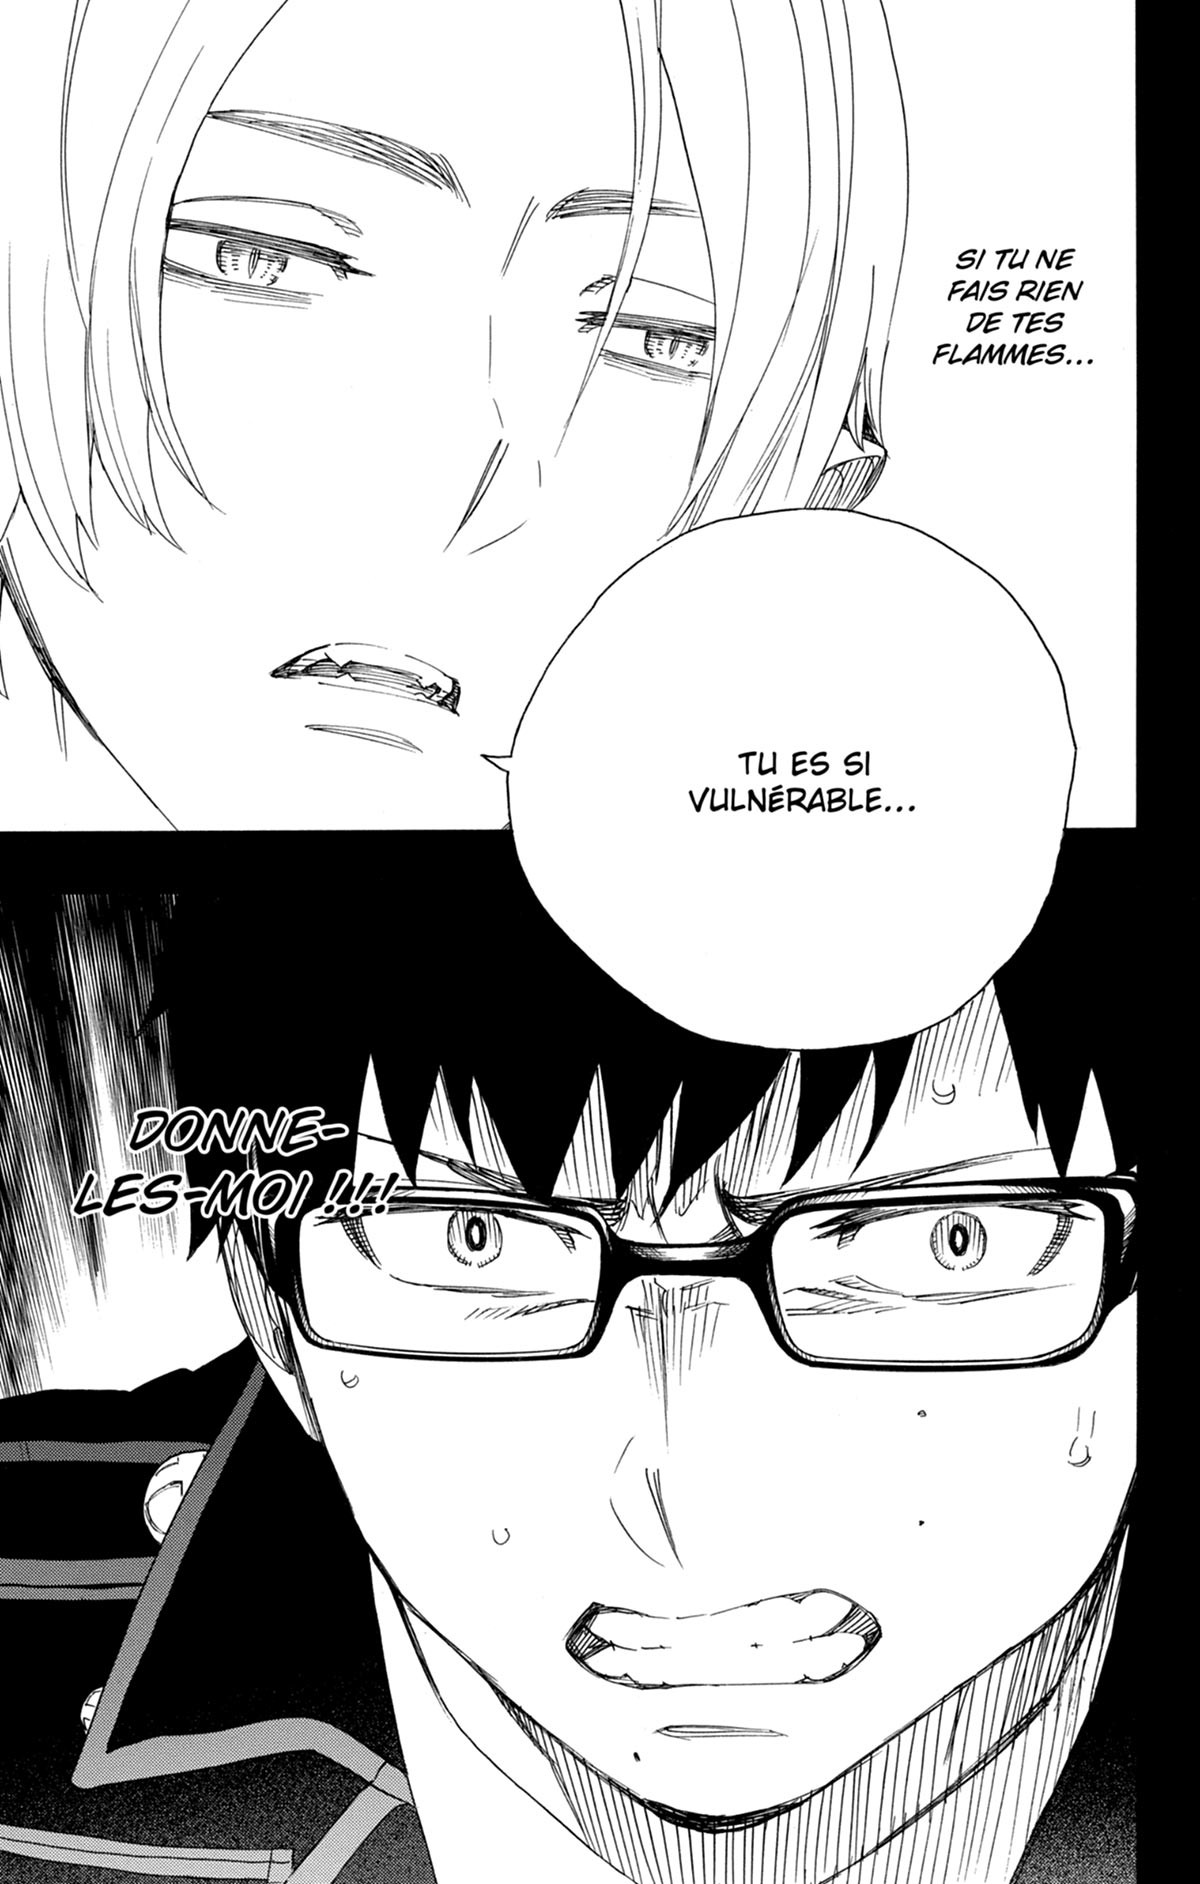 SI TU NE
FAIS RIEN
DE TES
FLAMMES...
TU ES SI
VULNÉRABLE...
DONNE-
LES-MOI !!!